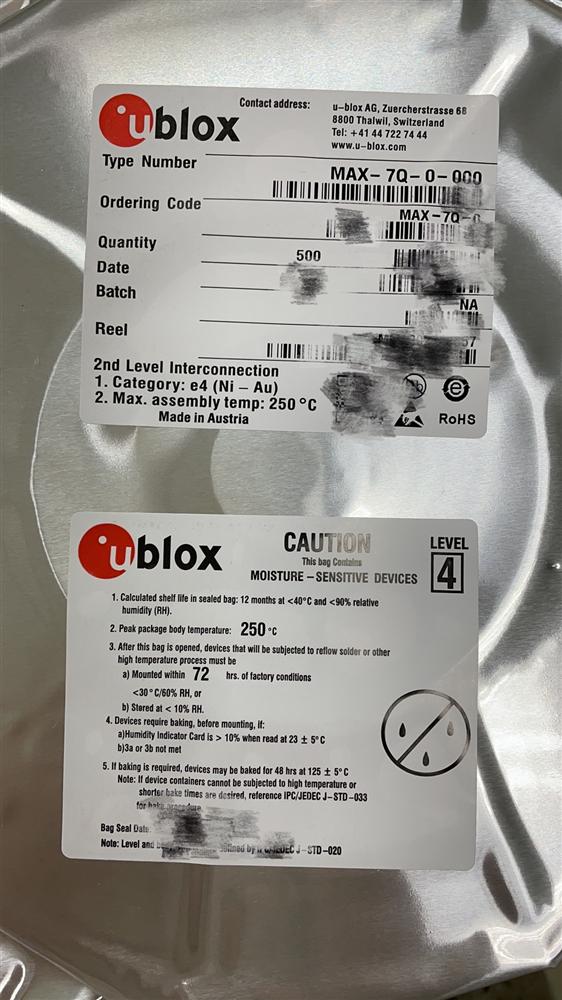 ublox
Contact address:
u-blox AG, Zuercherstrasse 68
8800 Thalwil, Switzerland
Tel: +41 44 722 74 44
www.u-blox.com
Type Number
MAX-7Q-0-000
Ordering Code
MAX-7Q-0
Quantity
500
Date
Batch
NA
Reel
57
2nd Level Interconnection
1. Category: e4 (Ni – Au)
2. Max. assembly temp: 250 °C
Made in Austria
RoHS
ublox
CAUTION
This bag Contains
MOISTURE – SENSITIVE DEVICES
LEVEL
4
1. Calculated shelf life in sealed bag: 12 months at <40°C and <90% relative
humidity (RH).
2. Peak package body temperature: 250 °C
3. After this bag is opened, devices that will be subjected to reflow solder or other
high temperature process must be
a) Mounted within 72 hrs. of factory conditions
<30°C/60% RH, or
b) Stored at < 10% RH.
4. Devices require baking, before mounting, if:
a)Humidity Indicator Card is > 10% when read at 23 ± 5°C
b)3a or 3b not met
5. If baking is required, devices may be baked for 48 hrs at 125 ± 5°C
Note: If device containers cannot be subjected to high temperature or
shorter bake times are desired, reference IPC/JEDEC J-STD-033
for bake procedure
Bag Seal Date:
Note: Level and defined by J-STD-020